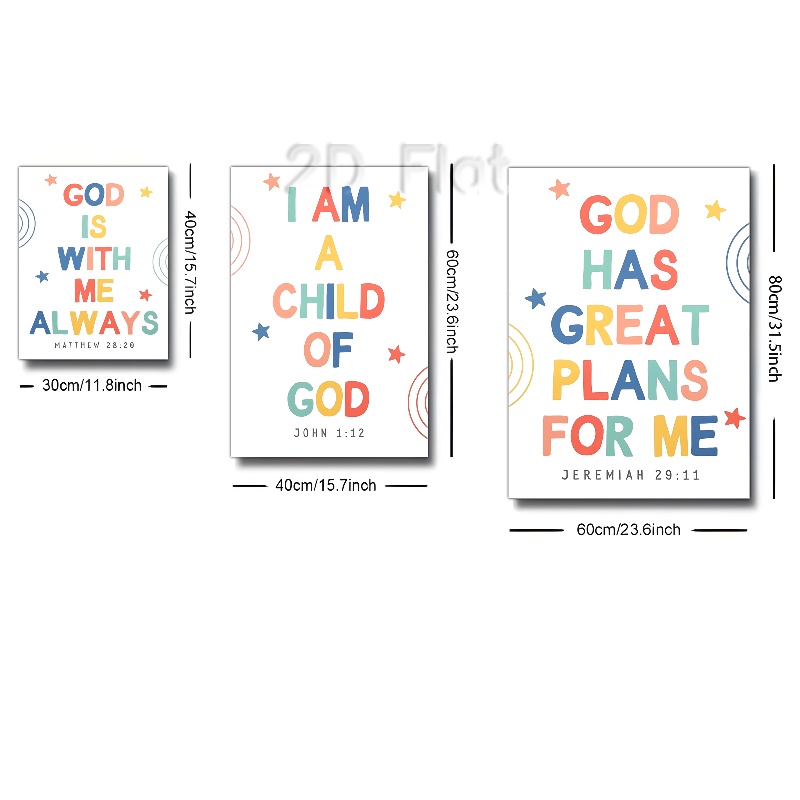 2D Flat
GOD
IS
WITH
ME
ALWAYS
MATTHEW 28:20
40cm/15.7inch
30cm/11.8inch
I AM
A
CHILD
OF
GOD
JOHN 1:12
60cm/23.6inch
40cm/15.7inch
GOD
HAS
GREAT
PLANS
FOR ME
JEREMIAH 29:11
80cm/31.5inch
60cm/23.6inch